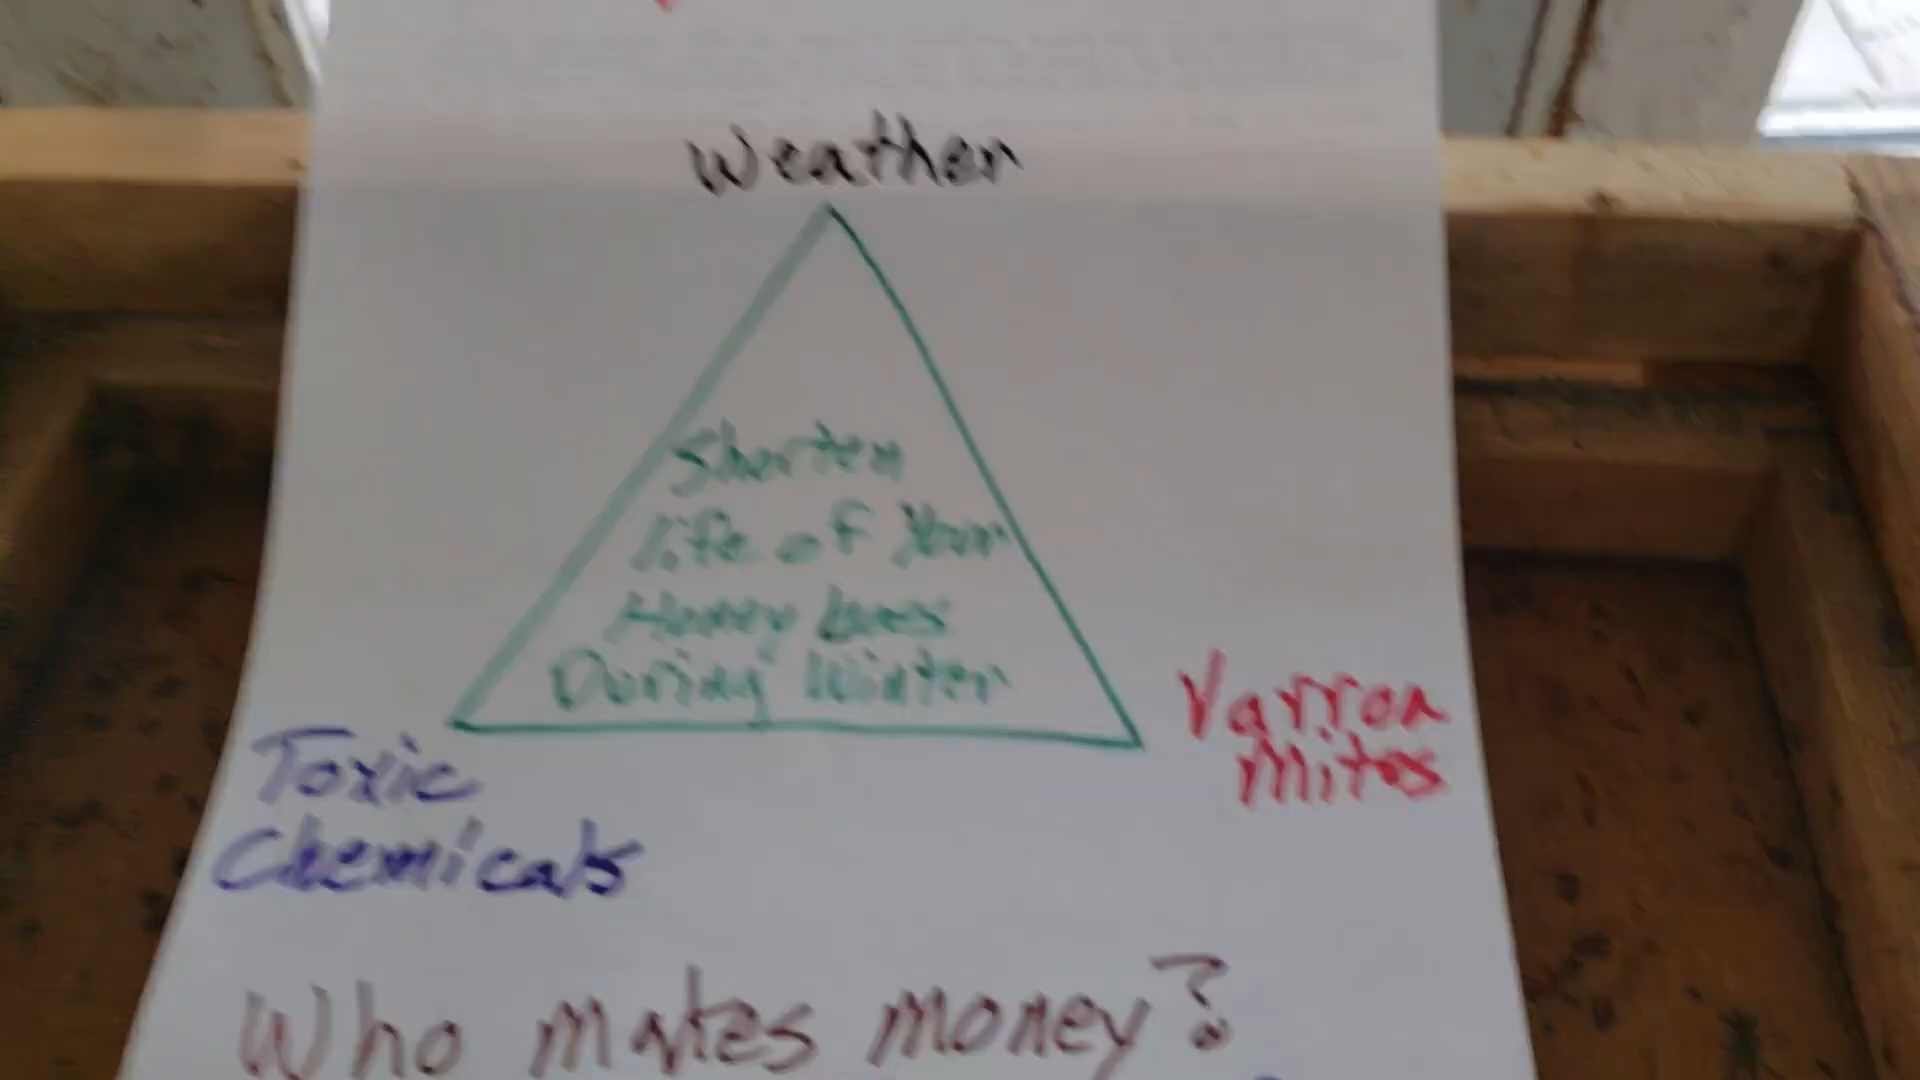 Weather
Shorten
life of Your
Honey bees
During Winter
Varroa
Mites
Toxic
Chemicals
Who makes money?